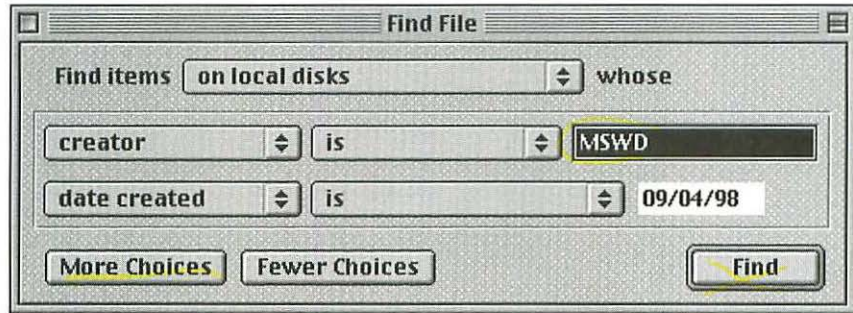 Find File
Find items on local disks whose
creator is MSWD
date created is 09/04/98
More Choices Fewer Choices Find